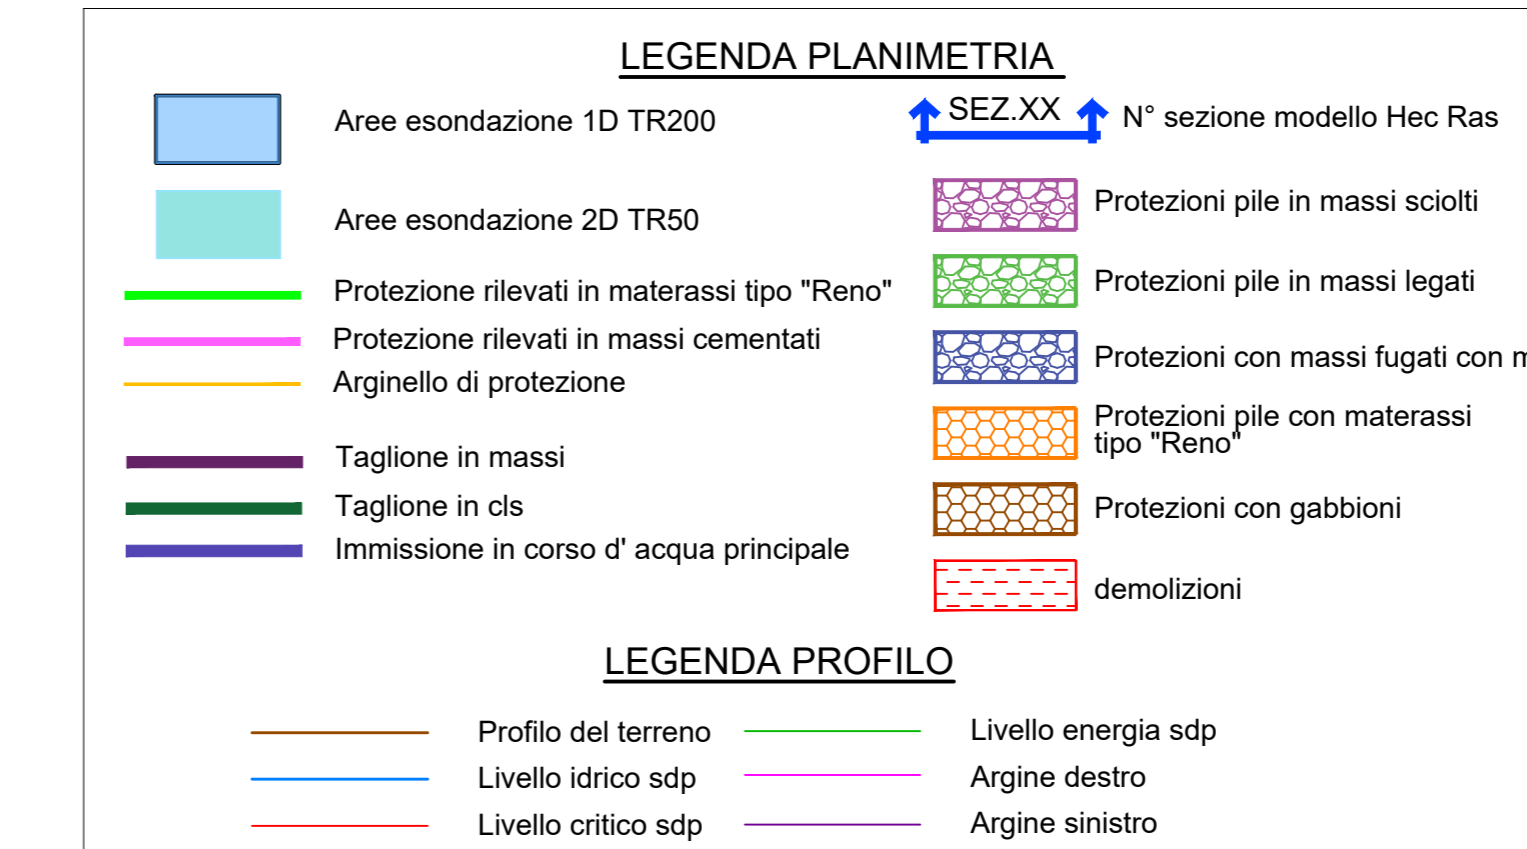 LEGENDA PLANIMETRIA
Aree esondazione 1D TR200
Aree esondazione 2D TR50
Protezione rilevati in materassi tipo "Reno"
Protezione rilevati in massi cementati
Arginello di protezione
Taglione in massi
Taglione in cls
Immissione in corso d' acqua principale
SEZ.XX
N° sezione modello Hec Ras
Protezioni pile in massi sciolti
Protezioni pile in massi legati
Protezioni con massi fugati con
Protezioni pile con materassi
tipo "Reno"
Protezioni con gabbioni
demolizioni
LEGENDA PROFILO
Profilo del terreno
Livello idrico sdp
Livello critico sdp
Livello energia sdp
Argine destro
Argine sinistro